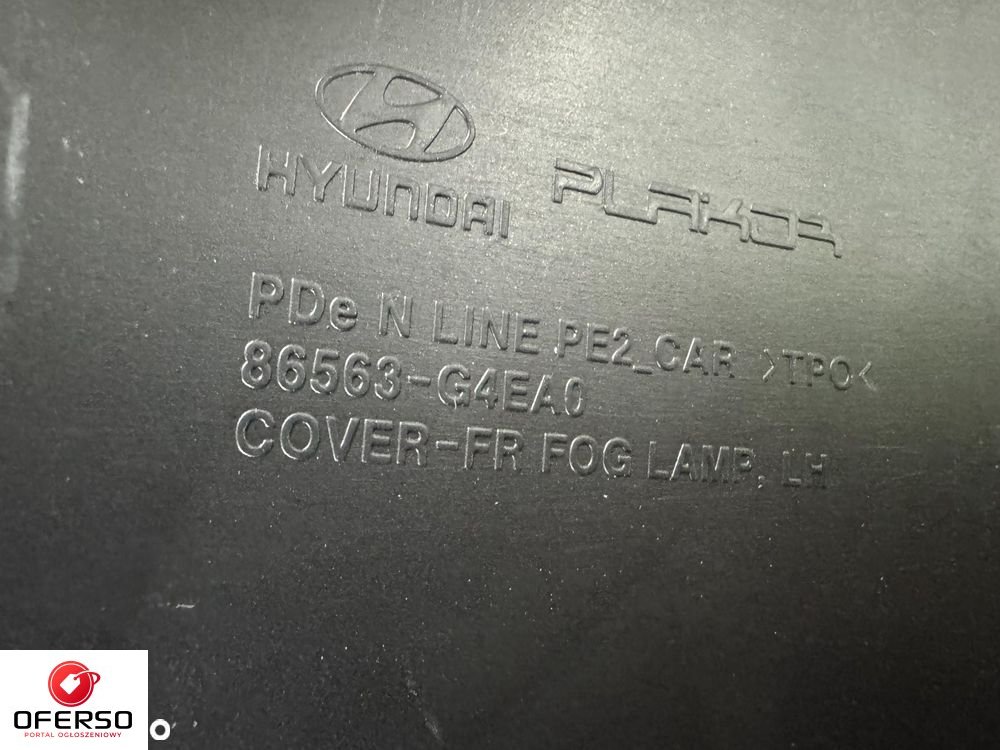 HYUNDAI PLAKOR
PDe N LINE PE2_CAR >TPO<
86563-G4EA0
COVER-FR FOG LAMP, LH
OFERSO
PORTAL OGŁOSZENIOWY